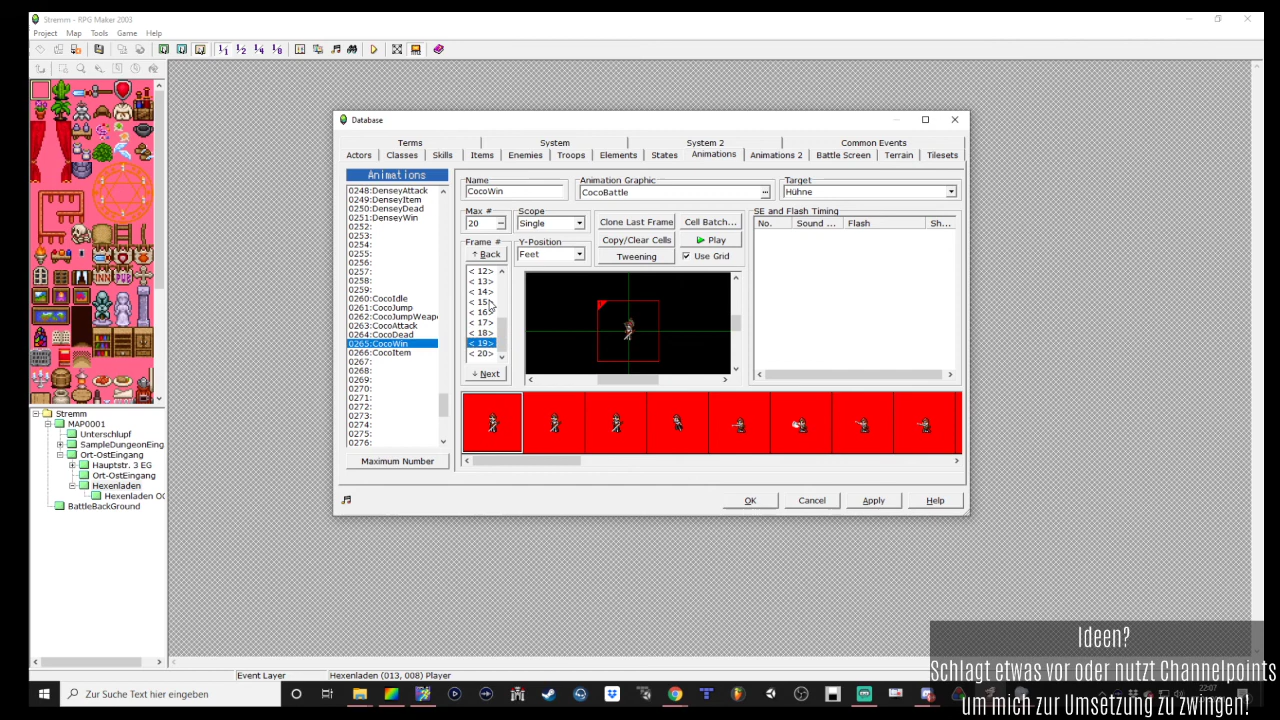 Stremm - RPG Maker 2003
Project Map Tools Game Help
Database
Terms System System 2 Common Events
Actors Classes Skills Items Enemies Troops Elements States Animations Animations 2 Battle Screen Terrain Tilesets
Animations
0248:DenseyAttack
0249:DenseyItem
0250:DenseyDead
0251:DenseyWin
0252:
0253:
0254:
0255:
0256:
0257:
0258:
0259:
0260:CocoIdle
0261:CocoJump
0262:CocoJumpWeapo
0263:CocoAttack
0264:CocoDead
0265:CocoWin
0266:CocoItem
0267:
0268:
0269:
0270:
0271:
0272:
0273:
0274:
0275:
0276:
Maximum Number
Name
CocoWin
Animation Graphic
CocoBattle
Target
Hühne
Max #
20
Scope
Single
Clone Last Frame
Cell Batch...
Copy/Clear Cells
Play
Tweening
Use Grid
Frame #
Back
Y-Position
Feet
< 12>
< 13>
< 14>
< 15>
< 16>
< 17>
< 18>
< 19>
< 20>
Next
SE and Flash Timing
No. Sound ... Flash Sh...
OK Cancel Apply Help
Stremm
MAP0001
Unterschlupf
SampleDungeonEing
Ort-OstEingang
Hauptstr. 3 EG
Ort-OstEingang
Hexenladen
Hexenladen OG
BattleBackGround
Event Layer
Hexenladen (013, 008) Player
Zur Suche Text hier eingeben
22:07
Ideen?
Schlagt etwas vor oder nutzt Channelpoints
um mich zur Umsetzung zu zwingen!